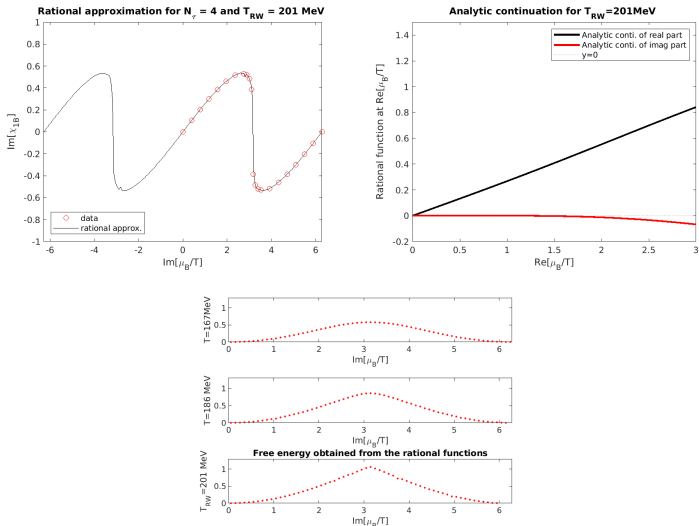 Rational approximation for N_τ = 4 and T_RW = 201 MeV
Im[χ_1B]
1
0.8
0.6
0.4
0.2
0
-0.2
-0.4
-0.6
-0.8
-1
data
rational approx.
-6 -4 -2 0 2 4 6
Im[μ_B/T]
Analytic continuation for T_RW=201MeV
Rational function at Re[μ_B/T]
1.4
1.2
1
0.8
0.6
0.4
0.2
0
-0.2
Analytic conti. of real part
Analytic conti. of imag part
y=0
0 0.5 1 1.5 2 2.5 3
Re[μ_B/T]
T=167MeV
1
0.5
0
0 1 2 3 4 5 6
Im[μ_B/T]
T=186 MeV
1
0.5
0
0 1 2 3 4 5 6
Im[μ_B/T]
Free energy obtained from the rational functions
T_RW=201 MeV
1
0.5
0
0 1 2 3 4 5 6
Im[μ_B/T]